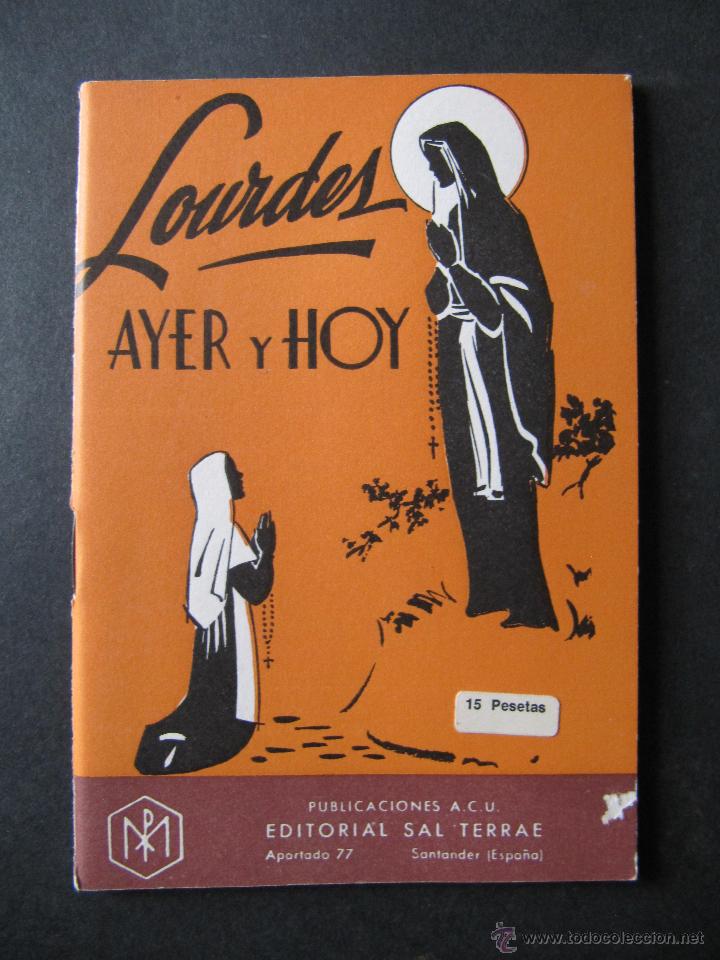 Lourdes
AYER Y HOY
15 Pesetas
PUBLICACIONES A.C.U.
EDITORIAL SAL TERRAE
Apartado 77 Santander (España)
© www.todocoleccion.net